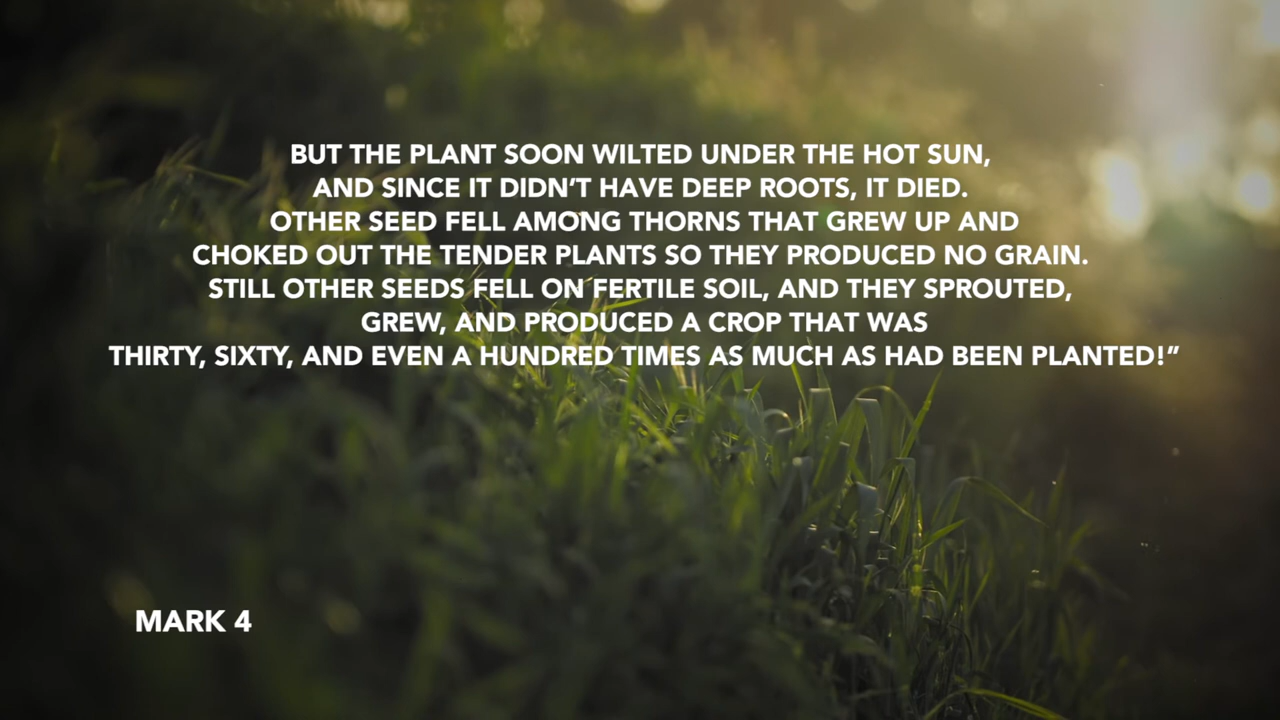 BUT THE PLANT SOON WILTED UNDER THE HOT SUN,
AND SINCE IT DIDN’T HAVE DEEP ROOTS, IT DIED.
OTHER SEED FELL AMONG THORNS THAT GREW UP AND
CHOKED OUT THE TENDER PLANTS SO THEY PRODUCED NO GRAIN.
STILL OTHER SEEDS FELL ON FERTILE SOIL, AND THEY SPROUTED,
GREW, AND PRODUCED A CROP THAT WAS
THIRTY, SIXTY, AND EVEN A HUNDRED TIMES AS MUCH AS HAD BEEN PLANTED!”
MARK 4